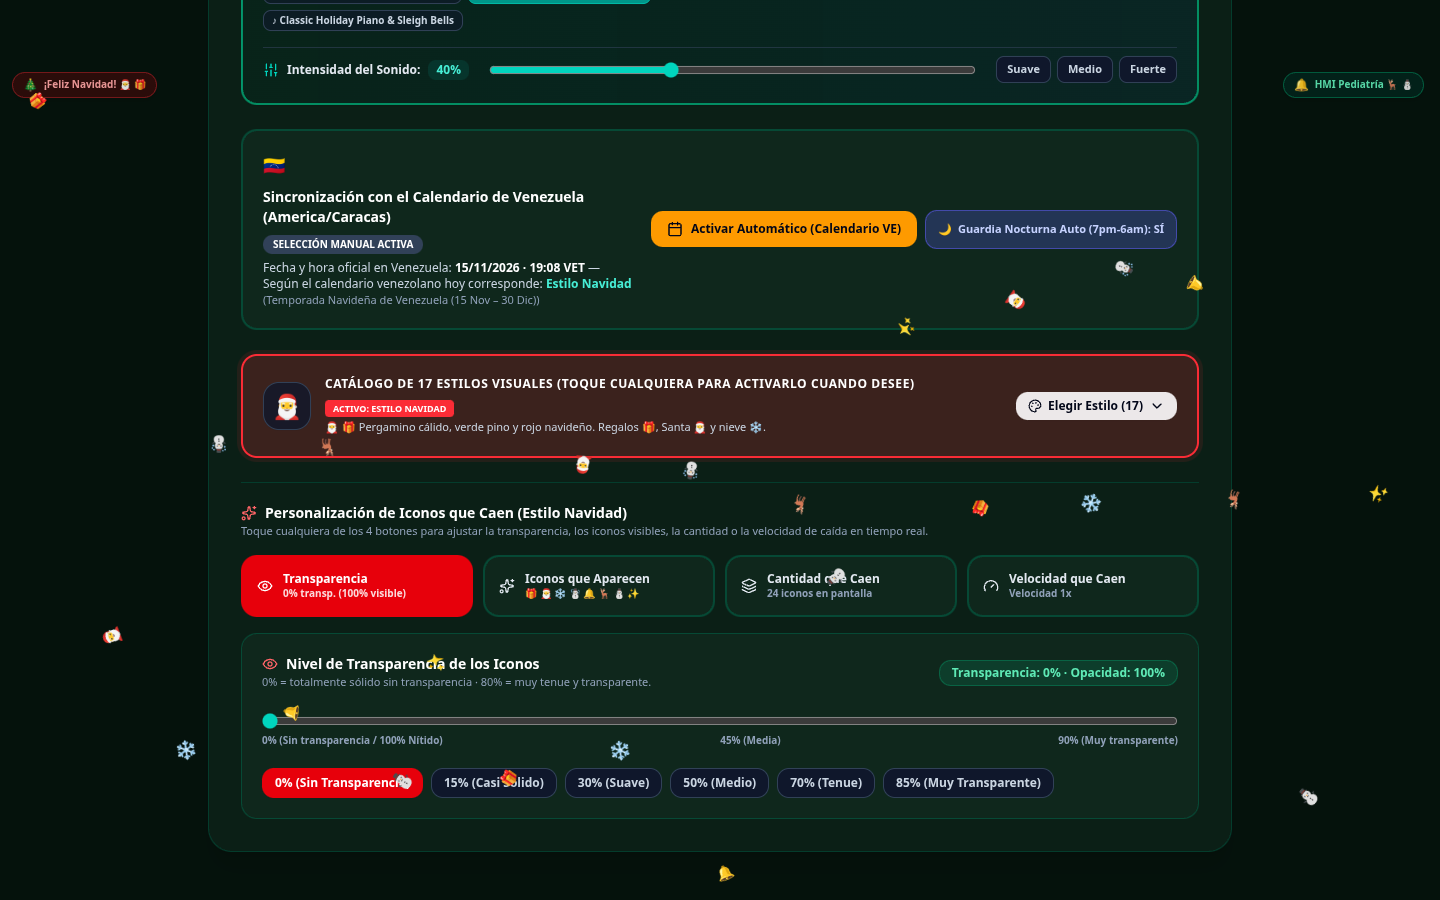 ♪ Classic Holiday Piano & Sleigh Bells
Intensidad del Sonido: 40%
Suave
Medio
Fuerte
🎄 ¡Feliz Navidad! 🎅 🎁
🔔 HMI Pediatría 🦌 ⛄
🇻🇪
Sincronización con el Calendario de Venezuela
(America/Caracas)
SELECCIÓN MANUAL ACTIVA
Fecha y hora oficial en Venezuela: 15/11/2026 · 19:08 VET —
Según el calendario venezolano hoy corresponde: Estilo Navidad
(Temporada Navideña de Venezuela (15 Nov – 30 Dic))
Activar Automático (Calendario VE)
🌙 Guardia Nocturna Auto (7pm-6am): SÍ
CATÁLOGO DE 17 ESTILOS VISUALES (TOQUE CUALQUIERA PARA ACTIVARLO CUANDO DESEE)
ACTIVO: ESTILO NAVIDAD
🎅 🎁 Pergamino cálido, verde pino y rojo navideño. Regalos 🎁, Santa 🎅 y nieve ❄️.
Elegir Estilo (17)
Personalización de Iconos que Caen (Estilo Navidad)
Toque cualquiera de los 4 botones para ajustar la transparencia, los iconos visibles, la cantidad o la velocidad de caída en tiempo real.
Transparencia
0% transp. (100% visible)
Iconos que Aparecen
🎁 🎅 ❄️ ☃️ 🔔 🦌 ⛄ ✨
Cantidad que Caen
24 iconos en pantalla
Velocidad que Caen
Velocidad 1x
Nivel de Transparencia de los Iconos
0% = totalmente sólido sin transparencia · 80% = muy tenue y transparente.
Transparencia: 0% · Opacidad: 100%
0% (Sin transparencia / 100% Nítido)
45% (Media)
90% (Muy transparente)
0% (Sin Transparencia)
15% (Casi Sólido)
30% (Suave)
50% (Medio)
70% (Tenue)
85% (Muy Transparente)